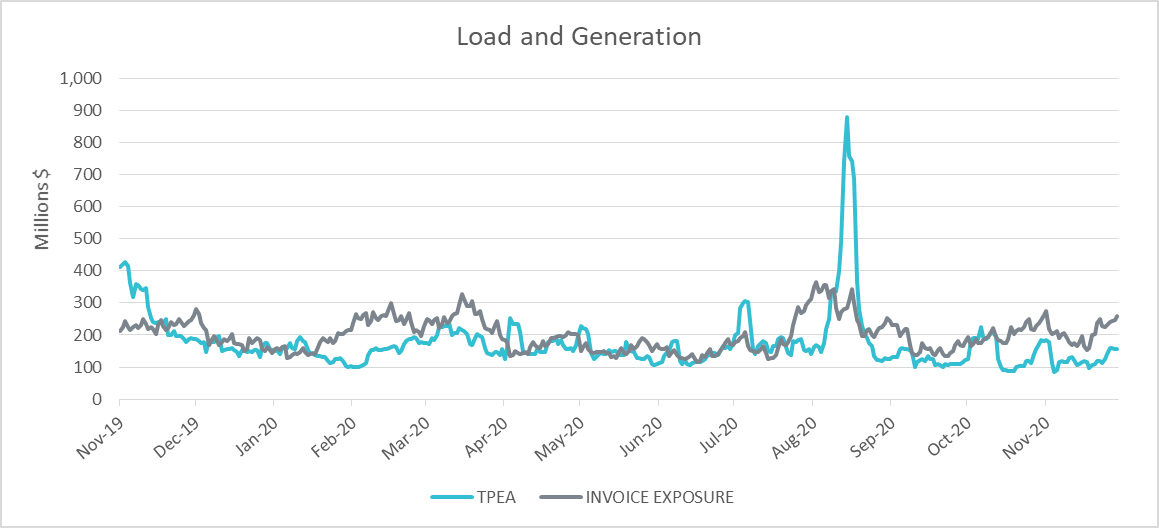 Load and Generation
Millions $
1,000
900
800
700
600
500
400
300
200
100
0
Nov-19
Dec-19
Jan-20
Feb-20
Mar-20
Apr-20
May-20
Jun-20
Jul-20
Aug-20
Sep-20
Oct-20
Nov-20
TPEA
INVOICE EXPOSURE